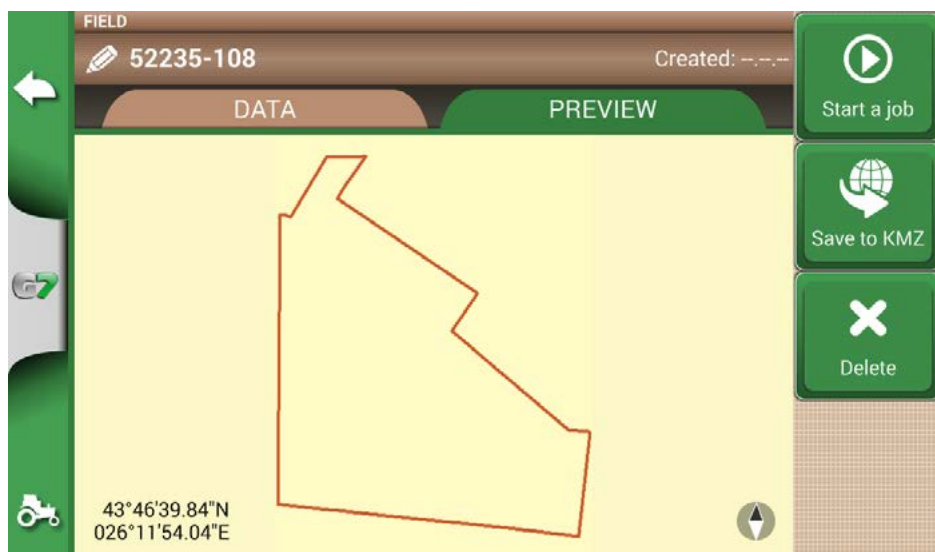 FIELD
52235-108
Created: --.--.--
DATA
PREVIEW
Start a job
Save to KMZ
Delete
G7
43°46'39.84"N
026°11'54.04"E